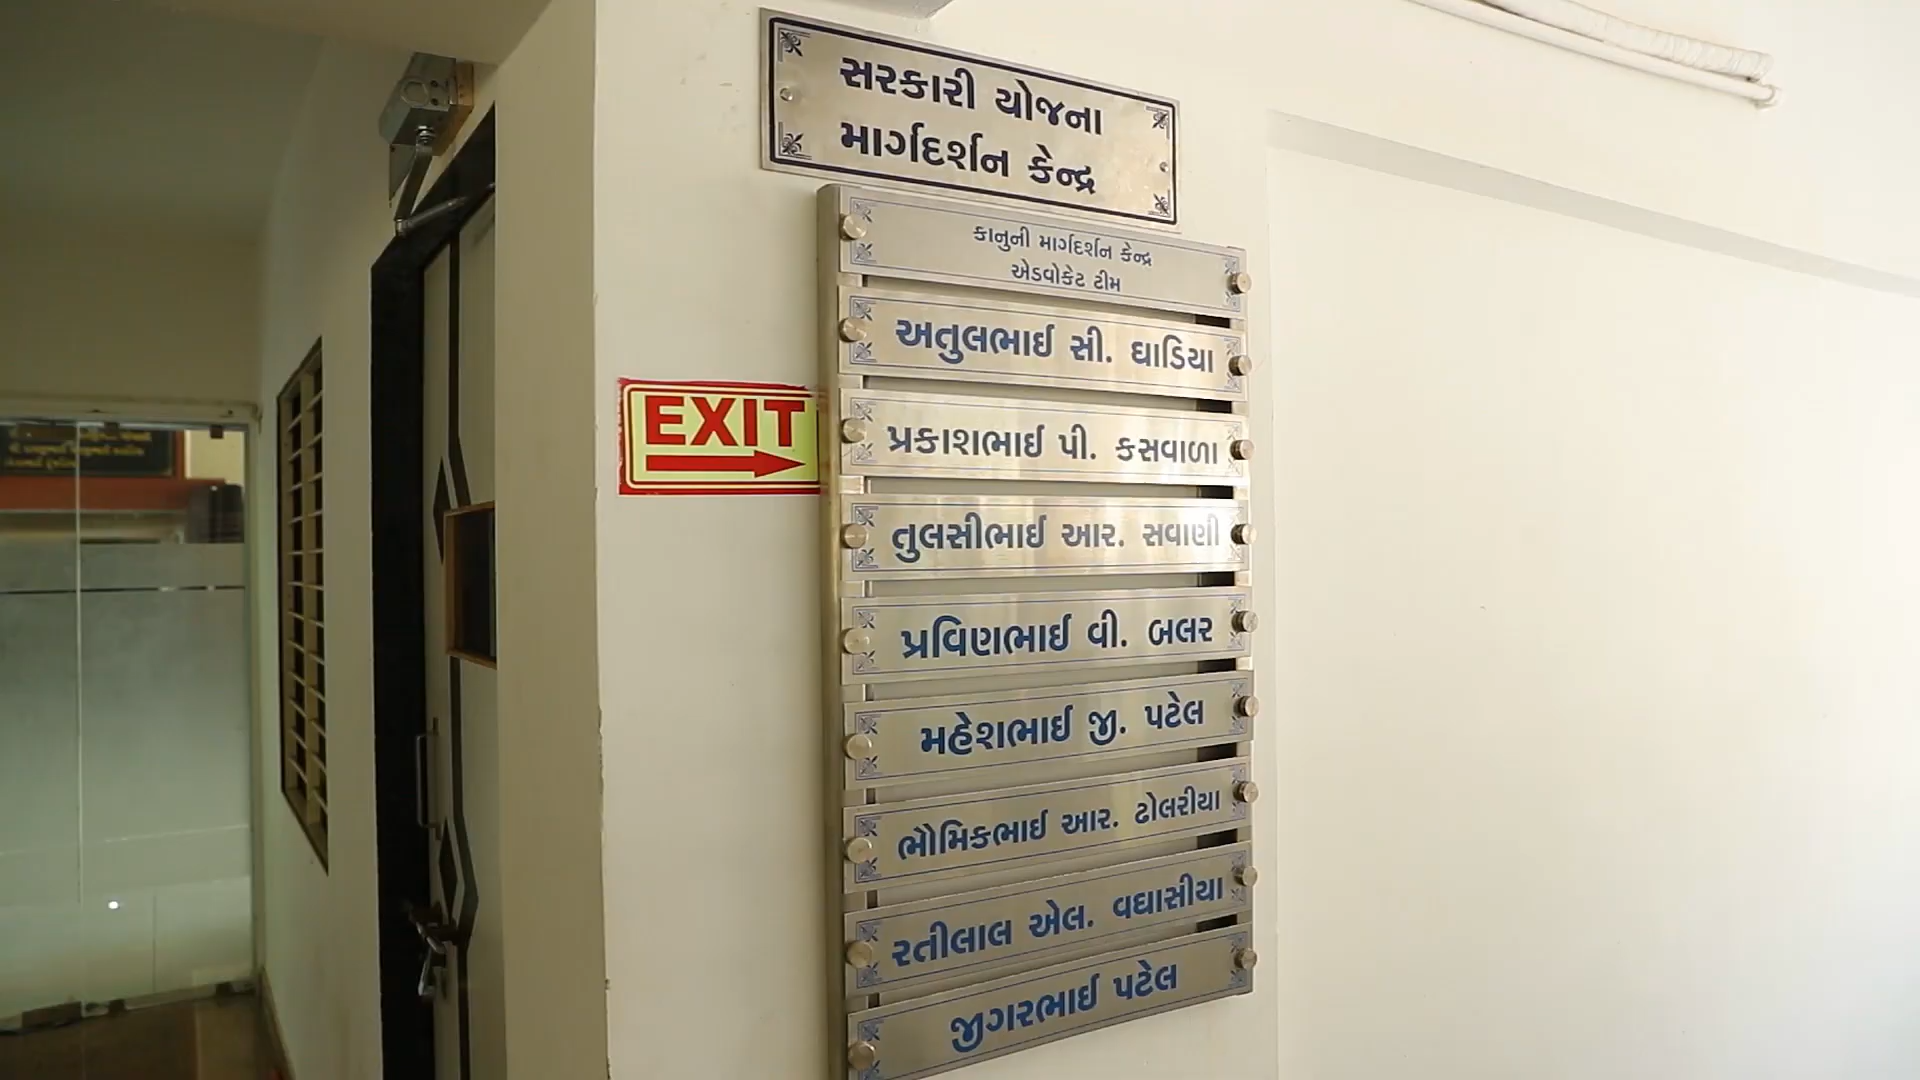 સરકારી યોજના
માર્ગદર્શન કેન્દ્ર
કાનુની માર્ગદર્શન કેન્દ્ર
એડવોકેટ ટીમ
અતુલભાઈ સી. ઘાડિયા
EXIT
પ્રકાશભાઈ પી. કસવાળા
તુલસીભાઈ આર. સવાણી
પ્રવિણભાઈ વી. બલર
મહેશભાઈ જી. પટેલ
ભૌમિકભાઈ આર. ઢોલરીયા
રતીલાલ એલ. વઘાસીયા
જીગરભાઈ પટેલ